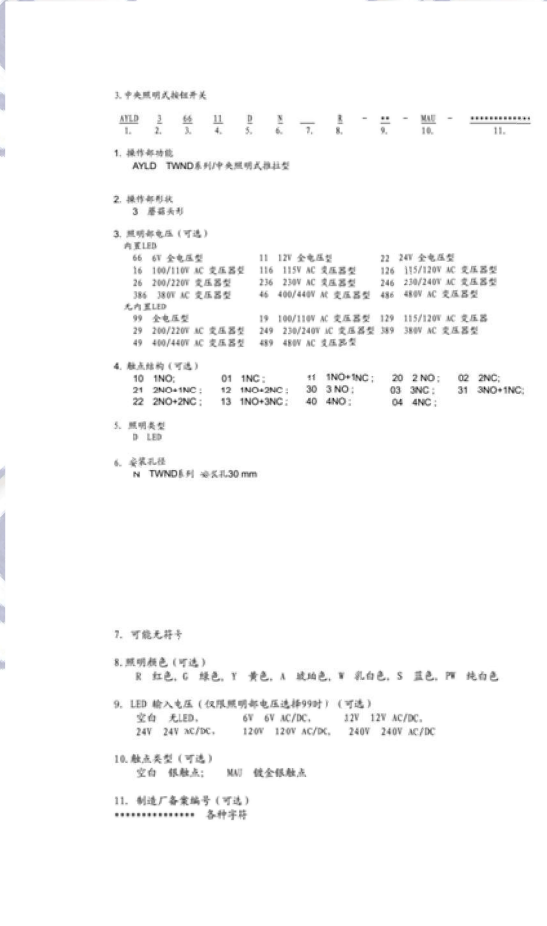 3. 中央照明式按钮开关
AYLD 3 66 11 D N __ R - ** - MAU - *************
1. 2. 3. 4. 5. 6. 7. 8. 9. 10. 11.
1. 操作部功能
AYLD TWND系列/中央照明式推拉型
2. 操作部形状
3 蘑菇头形
3. 照明部电压(可选)
内置LED
66 6V 全电压型 11 12V 全电压型 22 24V 全电压型
16 100/110V AC 变压器型 116 115V AC 变压器型 126 115/120V AC 变压器型
26 200/220V AC 变压器型 236 230V AC 变压器型 246 230/240V AC 变压器型
386 380V AC 变压器型 46 400/440V AC 变压器型 486 480V AC 变压器型
无内置LED
99 全电压型 19 100/110V AC 变压器型 129 115/120V AC 变压器
29 200/220V AC 变压器型 249 230/240V AC 变压器型 389 380V AC 变压器型
49 400/440V AC 变压器型 489 480V AC 变压器型
4. 触点结构(可选)
10 1NO; 01 1NC; 11 1NO+1NC; 20 2 NO; 02 2NC;
21 2NO+1NC; 12 1NO+2NC; 30 3 NO; 03 3NC; 31 3NO+1NC;
22 2NO+2NC; 13 1NO+3NC; 40 4NO; 04 4NC;
5. 照明类型
D LED
6. 安装孔径
N TWND系列 安装孔30 mm
7. 可能无符号
8.照明颜色(可选)
R 红色, G 绿色, Y 黄色, A 琥珀色, W 乳白色, S 蓝色, PW 纯白色
9. LED 输入电压(仅限照明部电压选择99时)(可选)
空白 无LED, 6V 6V AC/DC, 12V 12V AC/DC,
24V 24V AC/DC, 120V 120V AC/DC, 240V 240V AC/DC
10.触点类型(可选)
空白 银触点; MAU 镀金银触点
11. 制造厂备案编号(可选)
*************** 各种字符